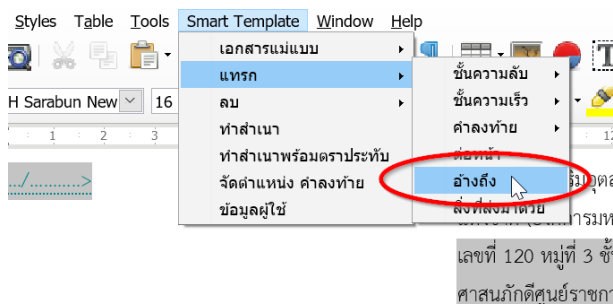 Styles Table Tools Smart Template Window Help
เอกสารแม่แบบ
แทรก
ลบ
ทำสำเนา
ทำสำเนาพร้อมตราประทับ
จัดตำแหน่ง คำลงท้าย
ข้อมูลผู้ใช้
ชั้นความลับ
ชั้นความเร็ว
คำลงท้าย
ต่อหน้า
อ้างถึง
สิ่งที่ส่งมาด้วย
H Sarabun New 16
1 2 3
.../...........>
เลขที่ 120 หมู่ที่ 3 ชั้
ศาสนภักดีศูนย์ราชกา